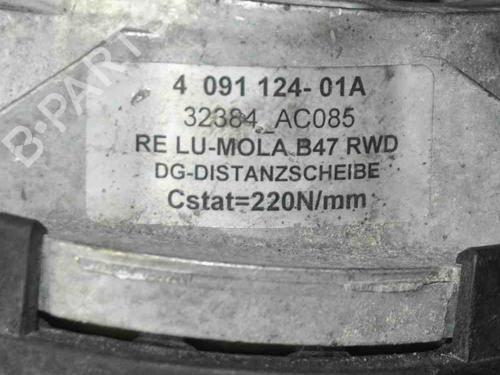 B-PARTS
4 091 124-01A
32384_AC085
RE LU-MOLA B47 RWD
DG-DISTANZSCHEIBE
Cstat=220N/mm